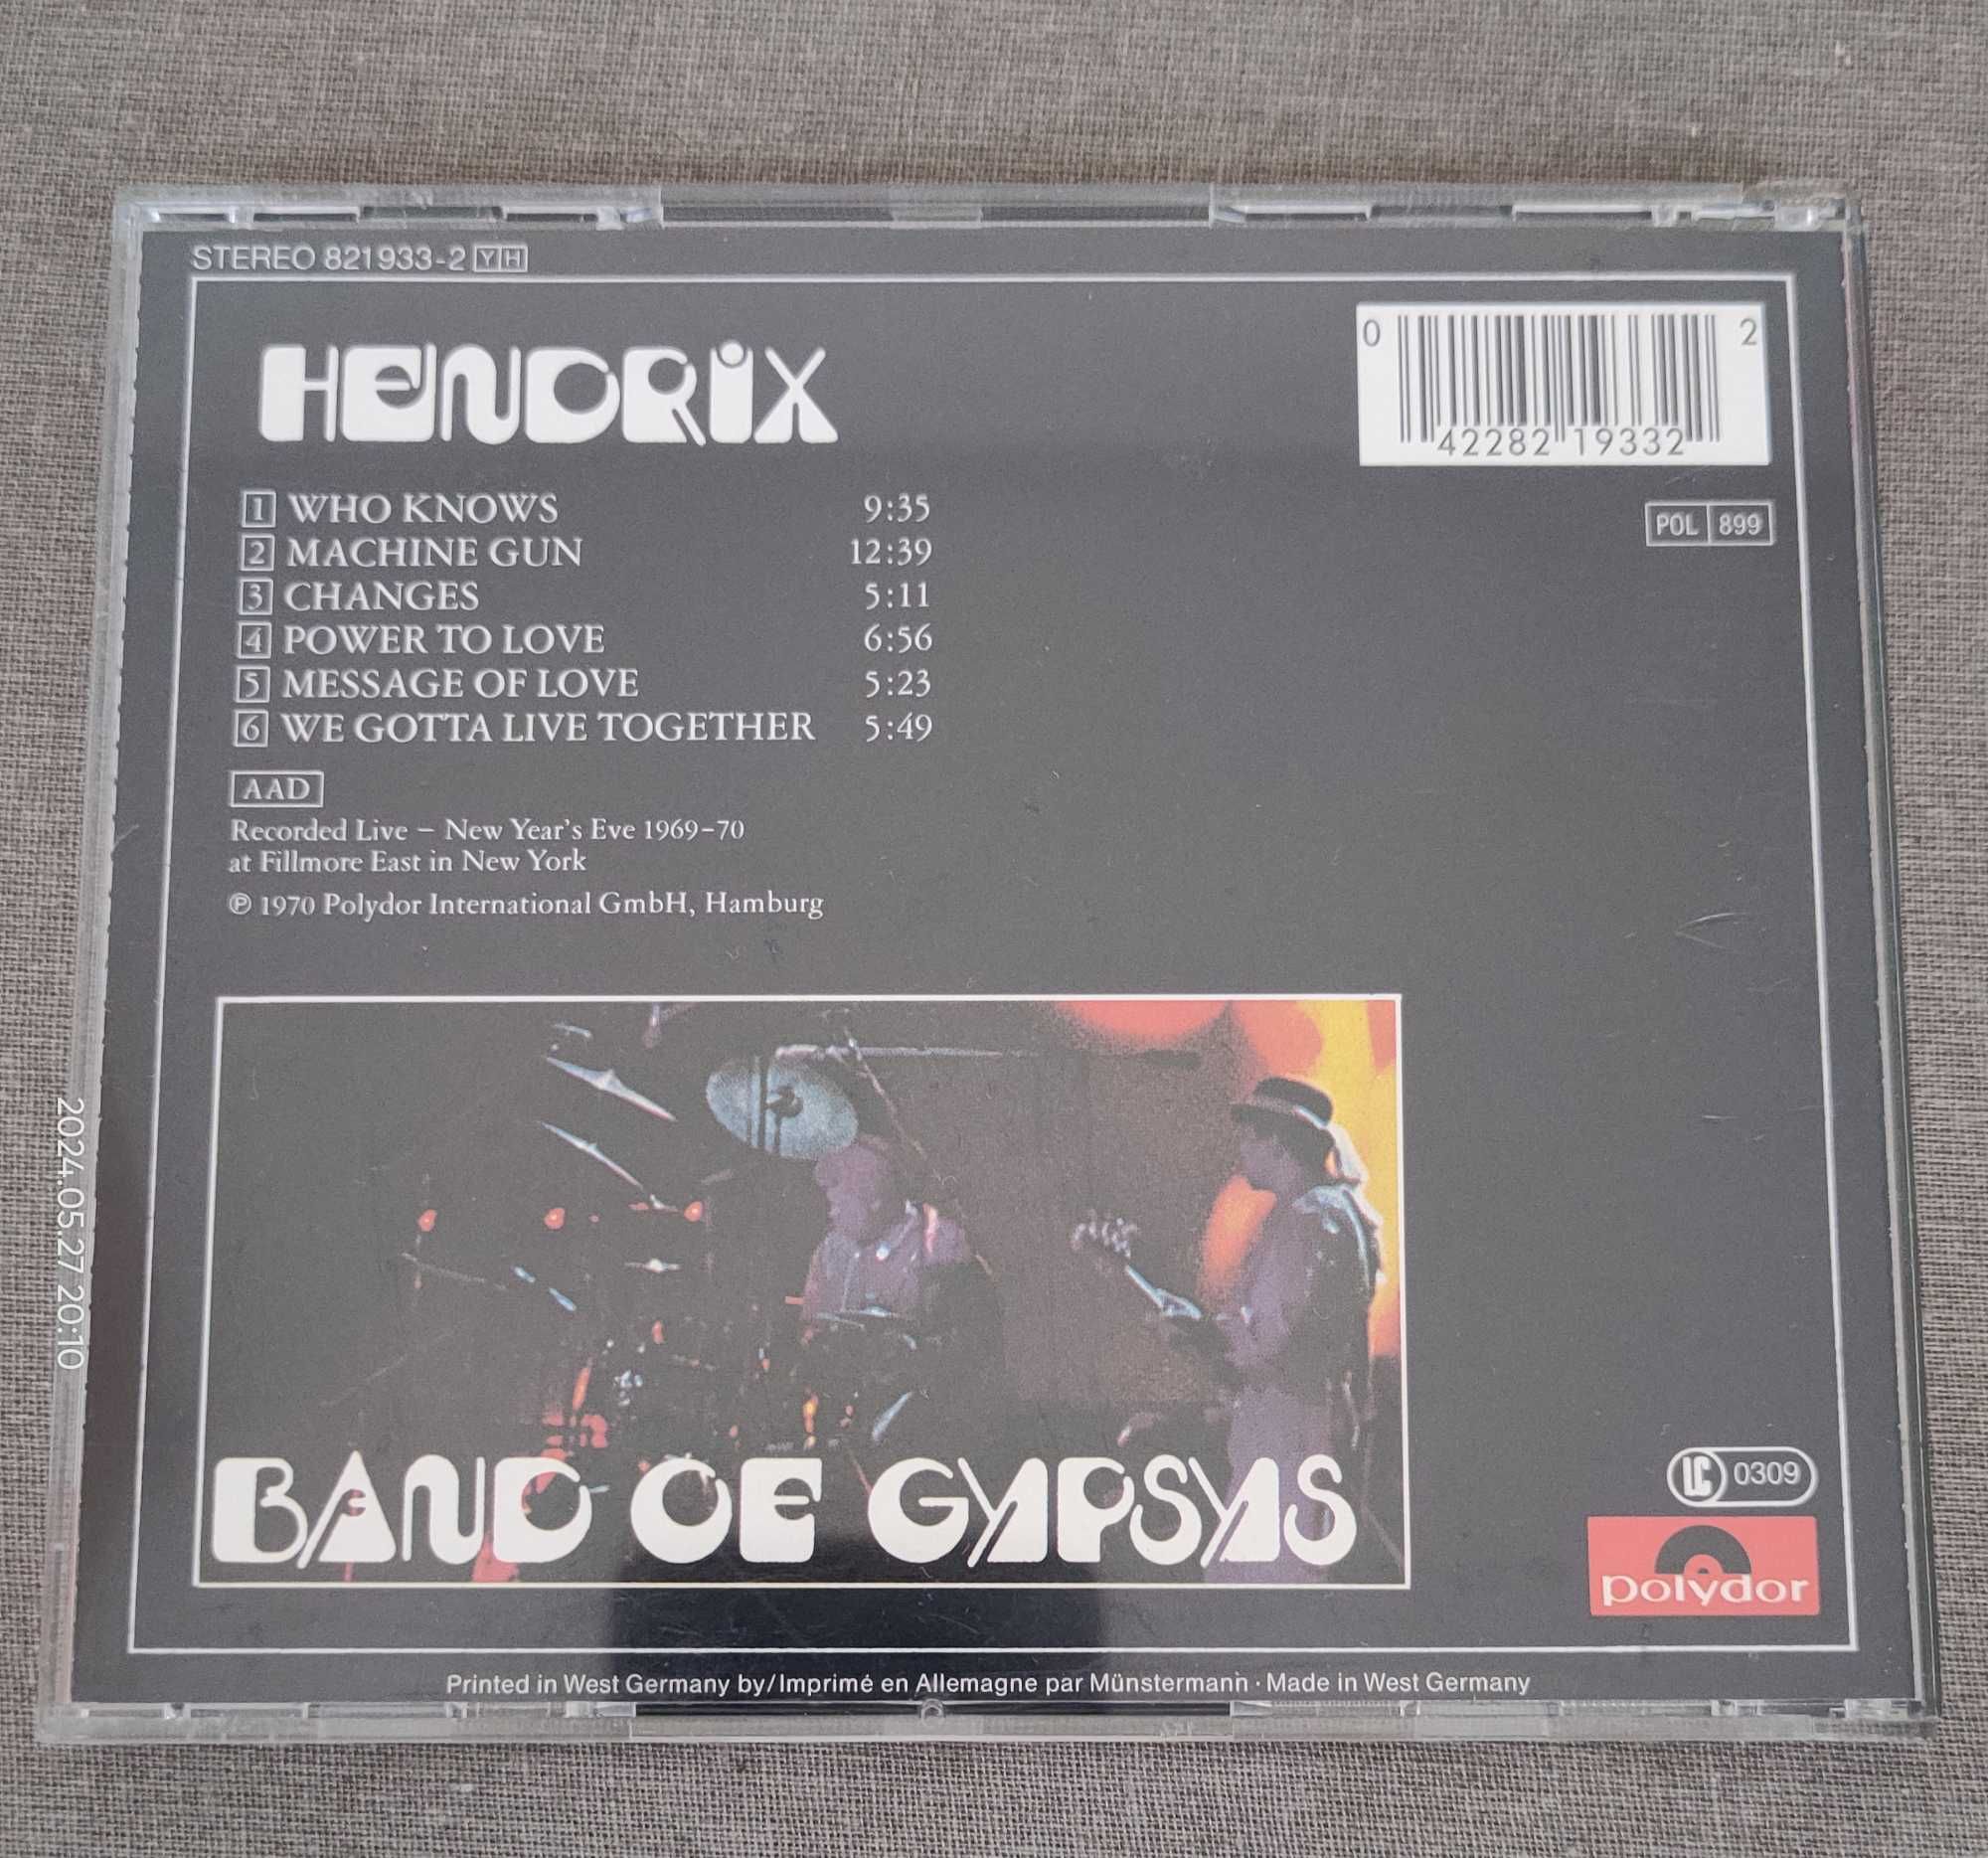 STEREO 821933-2 YH
HENDRIX
0 42282 19332 2
1 WHO KNOWS 9:35
2 MACHINE GUN 12:39
3 CHANGES 5:11
4 POWER TO LOVE 6:56
5 MESSAGE OF LOVE 5:23
6 WE GOTTA LIVE TOGETHER 5:49
POL 899
AAD
Recorded Live – New Year's Eve 1969–70
at Fillmore East in New York
℗ 1970 Polydor International GmbH, Hamburg
BAND OF GYPSYS
LC 0309
polydor
Printed in West Germany by/Imprimé en Allemagne par Münstermann · Made in West Germany
2024.05.27 20:10